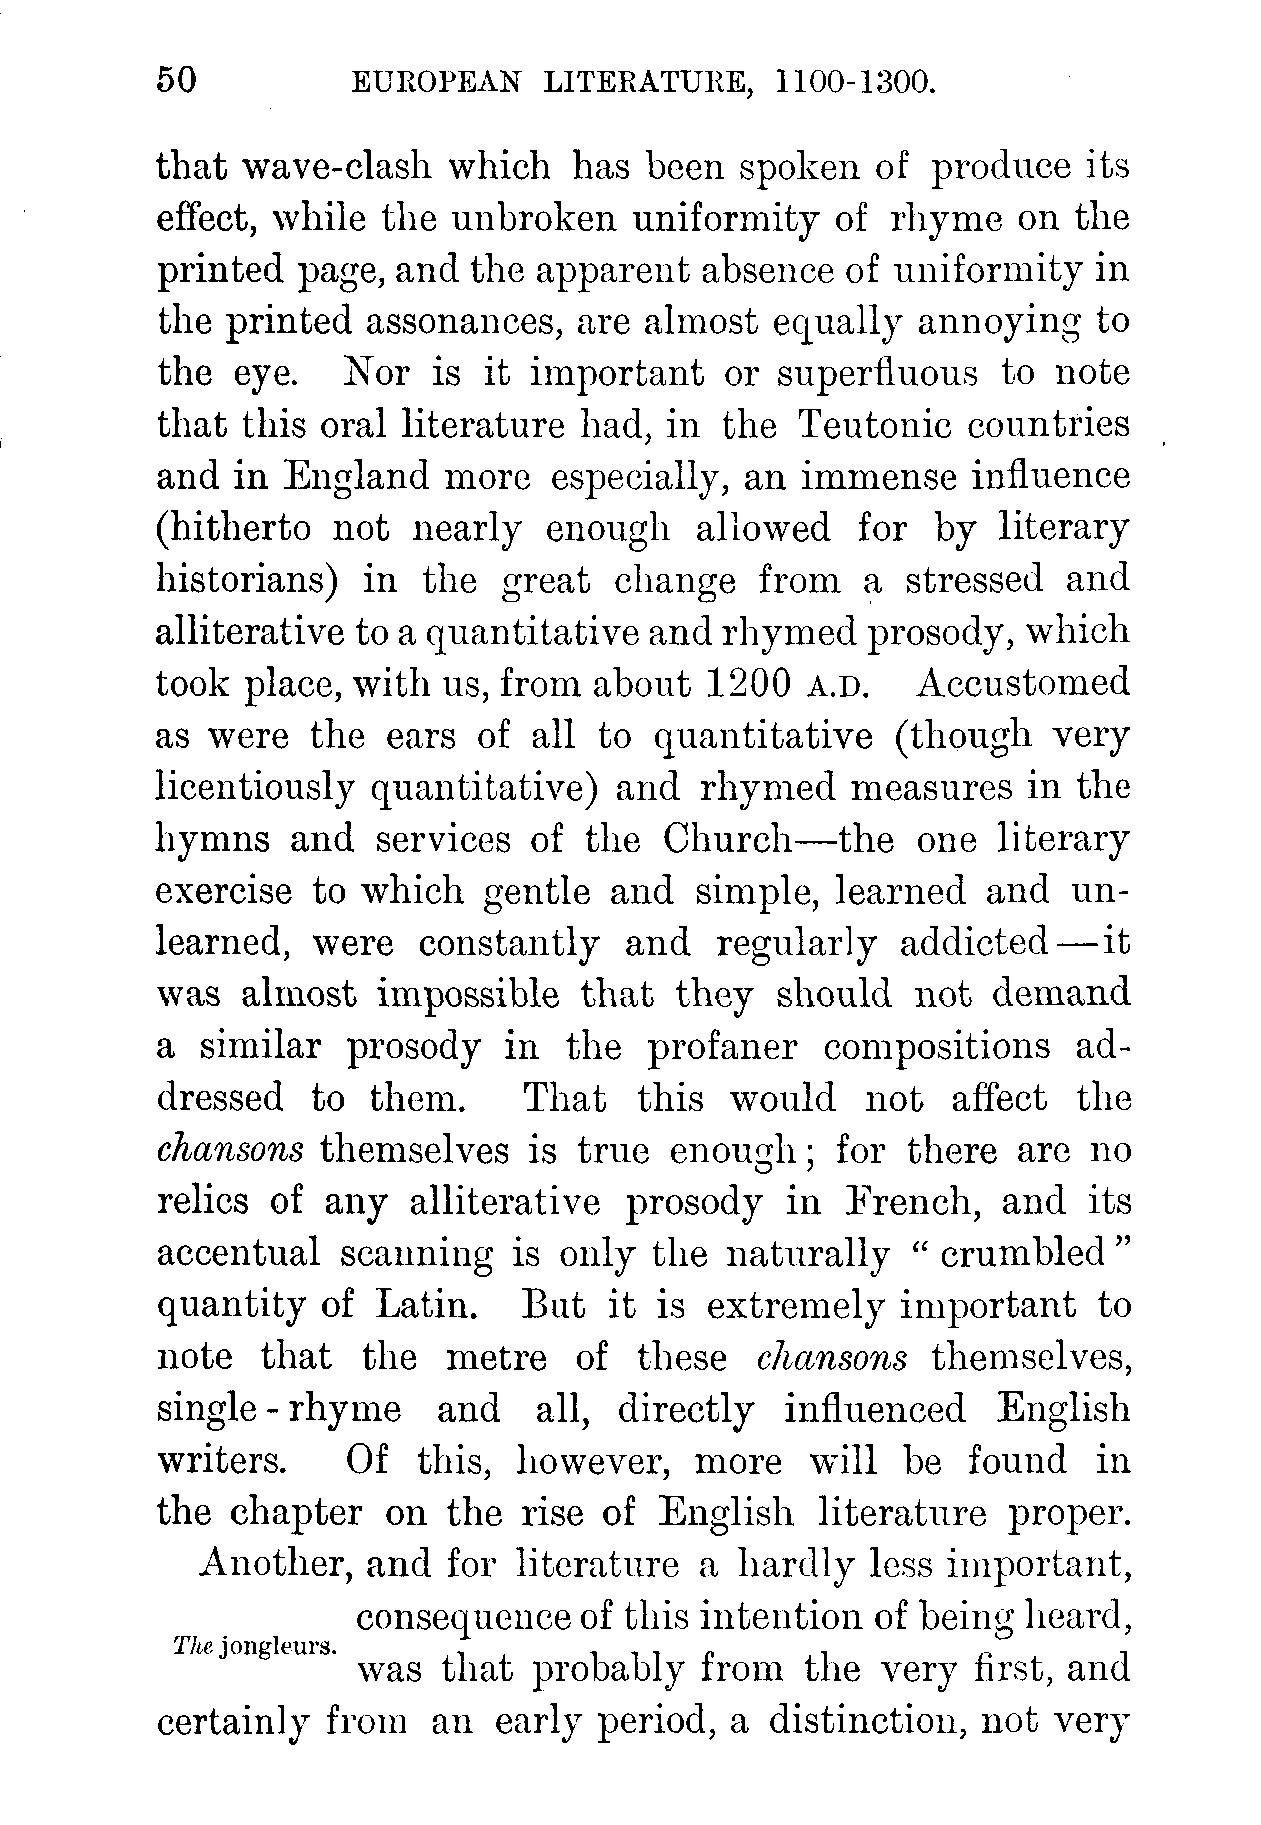 50 EUROPEAN LITERATURE, 1100-1300.
that wave-clash which has been spoken of produce its
effect, while the unbroken uniformity of rhyme on the
printed page, and the apparent absence of uniformity in
the printed assonances, are almost equally annoying to
the eye. Nor is it important or superfluous to note
that this oral literature had, in the Teutonic countries
and in England more especially, an immense influence
(hitherto not nearly enough allowed for by literary
historians) in the great change from a stressed and
alliterative to a quantitative and rhymed prosody, which
took place, with us, from about 1200 A.D. Accustomed
as were the ears of all to quantitative (though very
licentiously quantitative) and rhymed measures in the
hymns and services of the Church—the one literary
exercise to which gentle and simple, learned and un-
learned, were constantly and regularly addicted—it
was almost impossible that they should not demand
a similar prosody in the profaner compositions ad-
dressed to them. That this would not affect the
chansons themselves is true enough; for there are no
relics of any alliterative prosody in French, and its
accentual scanning is only the naturally “ crumbled ”
quantity of Latin. But it is extremely important to
note that the metre of these chansons themselves,
single-rhyme and all, directly influenced English
writers. Of this, however, more will be found in
the chapter on the rise of English literature proper.
Another, and for literature a hardly less important,
consequence of this intention of being heard,
The jongleurs.
was that probably from the very first, and
certainly from an early period, a distinction, not very